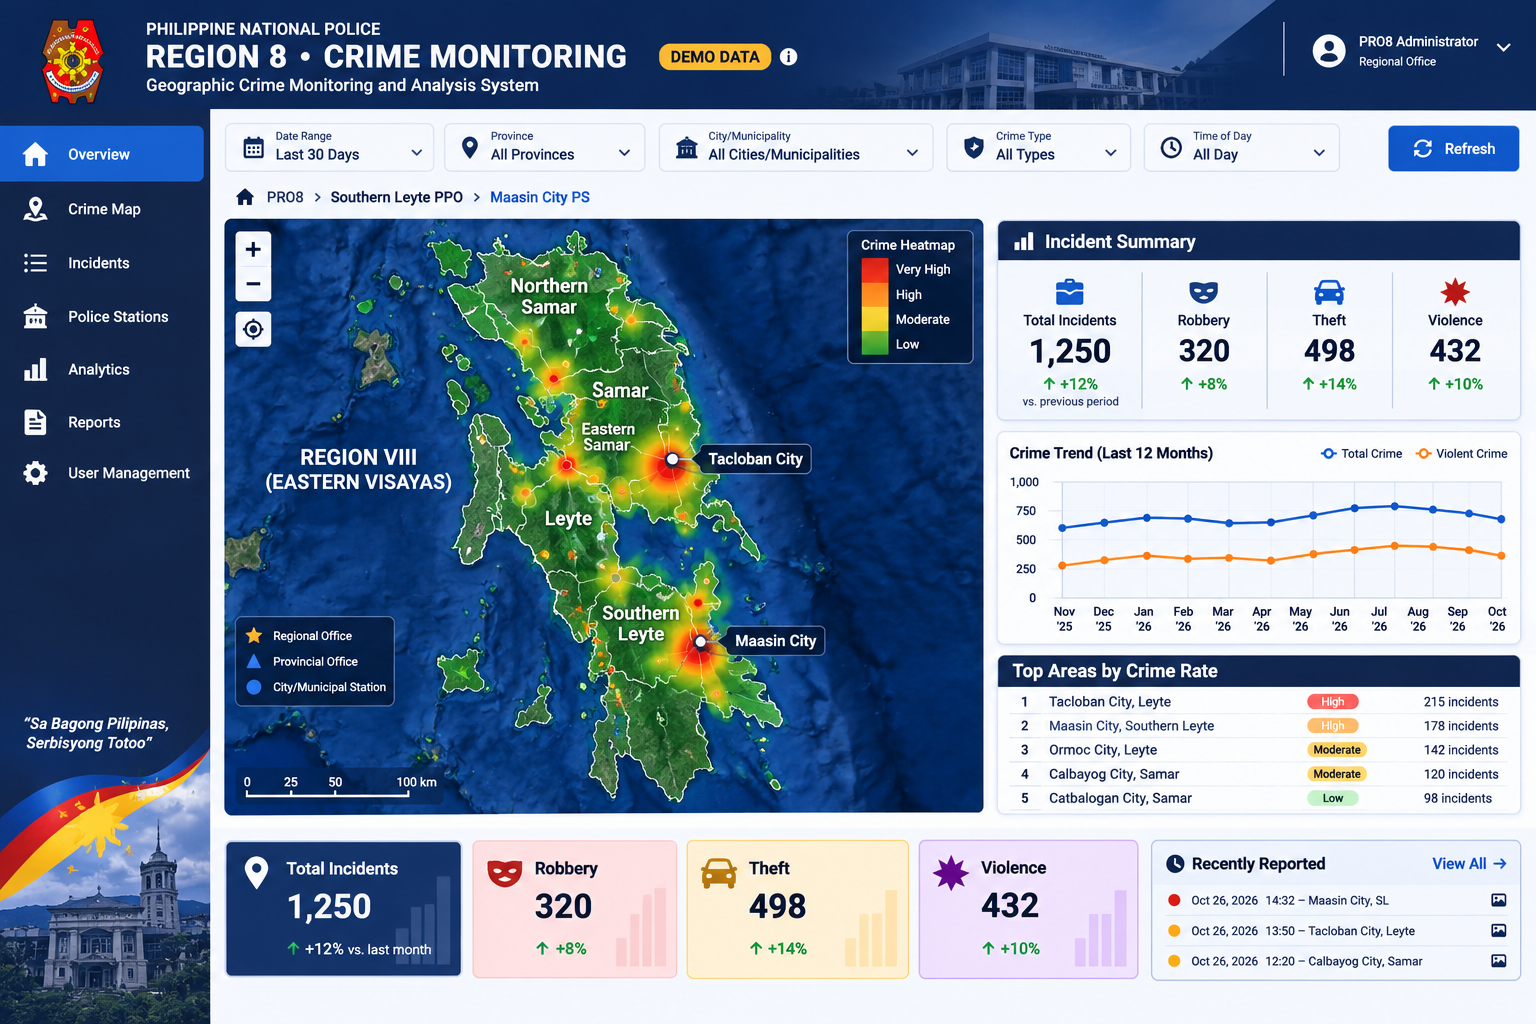 PHILIPPINE NATIONAL POLICE
REGION 8 • CRIME MONITORING
Geographic Crime Monitoring and Analysis System
DEMO DATA
PRO8 Administrator
Regional Office
Overview
Crime Map
Incidents
Police Stations
Analytics
Reports
User Management
“Sa Bagong Pilipinas,
Serbisyong Totoo”
Date Range
Last 30 Days
Province
All Provinces
City/Municipality
All Cities/Municipalities
Crime Type
All Types
Time of Day
All Day
Refresh
PRO8 > Southern Leyte PPO > Maasin City PS
+
−
Crime Heatmap
Very High
High
Moderate
Low
Northern
Samar
Samar
Eastern
Samar
Tacloban City
REGION VIII
(EASTERN VISAYAS)
Leyte
Southern
Leyte
Maasin City
Regional Office
Provincial Office
City/Municipal Station
0 25 50 100 km
Incident Summary
Total Incidents
1,250
↑ +12%
vs. previous period
Robbery
320
↑ +8%
Theft
498
↑ +14%
Violence
432
↑ +10%
Crime Trend (Last 12 Months)
Total Crime
Violent Crime
1,000
750
500
250
0
Nov '25
Dec '25
Jan '26
Feb '26
Mar '26
Apr '26
May '26
Jun '26
Jul '26
Aug '26
Sep '26
Oct '26
Top Areas by Crime Rate
1 Tacloban City, Leyte High 215 incidents
2 Maasin City, Southern Leyte High 178 incidents
3 Ormoc City, Leyte Moderate 142 incidents
4 Calbayog City, Samar Moderate 120 incidents
5 Catbalogan City, Samar Low 98 incidents
Total Incidents
1,250
↑ +12% vs. last month
Robbery
320
↑ +8%
Theft
498
↑ +14%
Violence
432
↑ +10%
Recently Reported
View All →
Oct 26, 2026 14:32 – Maasin City, SL
Oct 26, 2026 13:50 – Tacloban City, Leyte
Oct 26, 2026 12:20 – Calbayog City, Samar